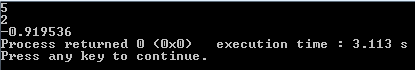 5
2
-0.919536
Process returned 0 (0x0)   execution time : 3.113 s
Press any key to continue.